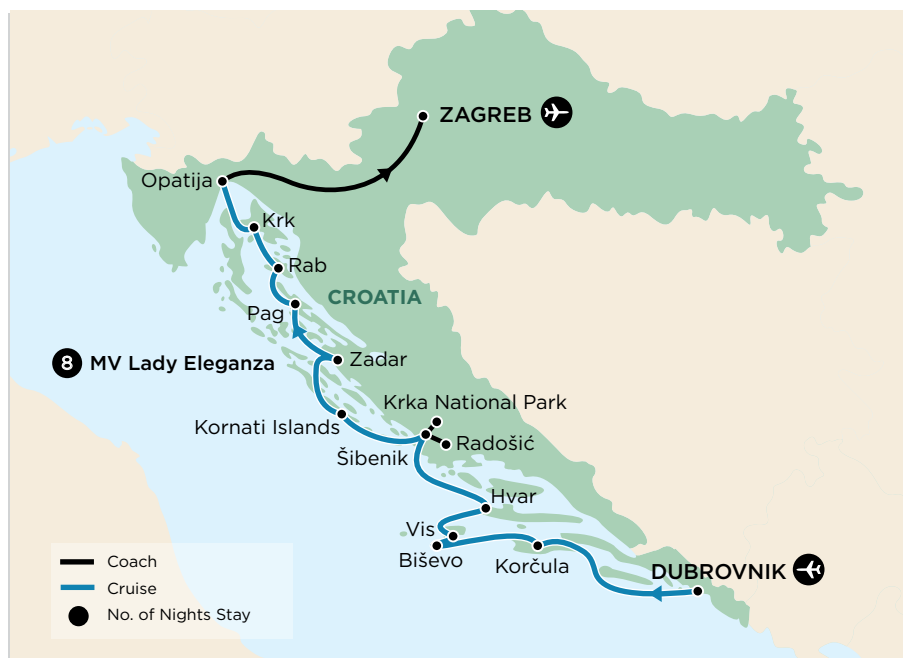 ZAGREB
Opatija
Krk
Rab
CROATIA
Pag
8 MV Lady Eleganza
Zadar
Krka National Park
Kornati Islands
Radošić
Šibenik
Hvar
Vis
Biševo
Korčula
DUBROVNIK
Coach
Cruise
No. of Nights Stay